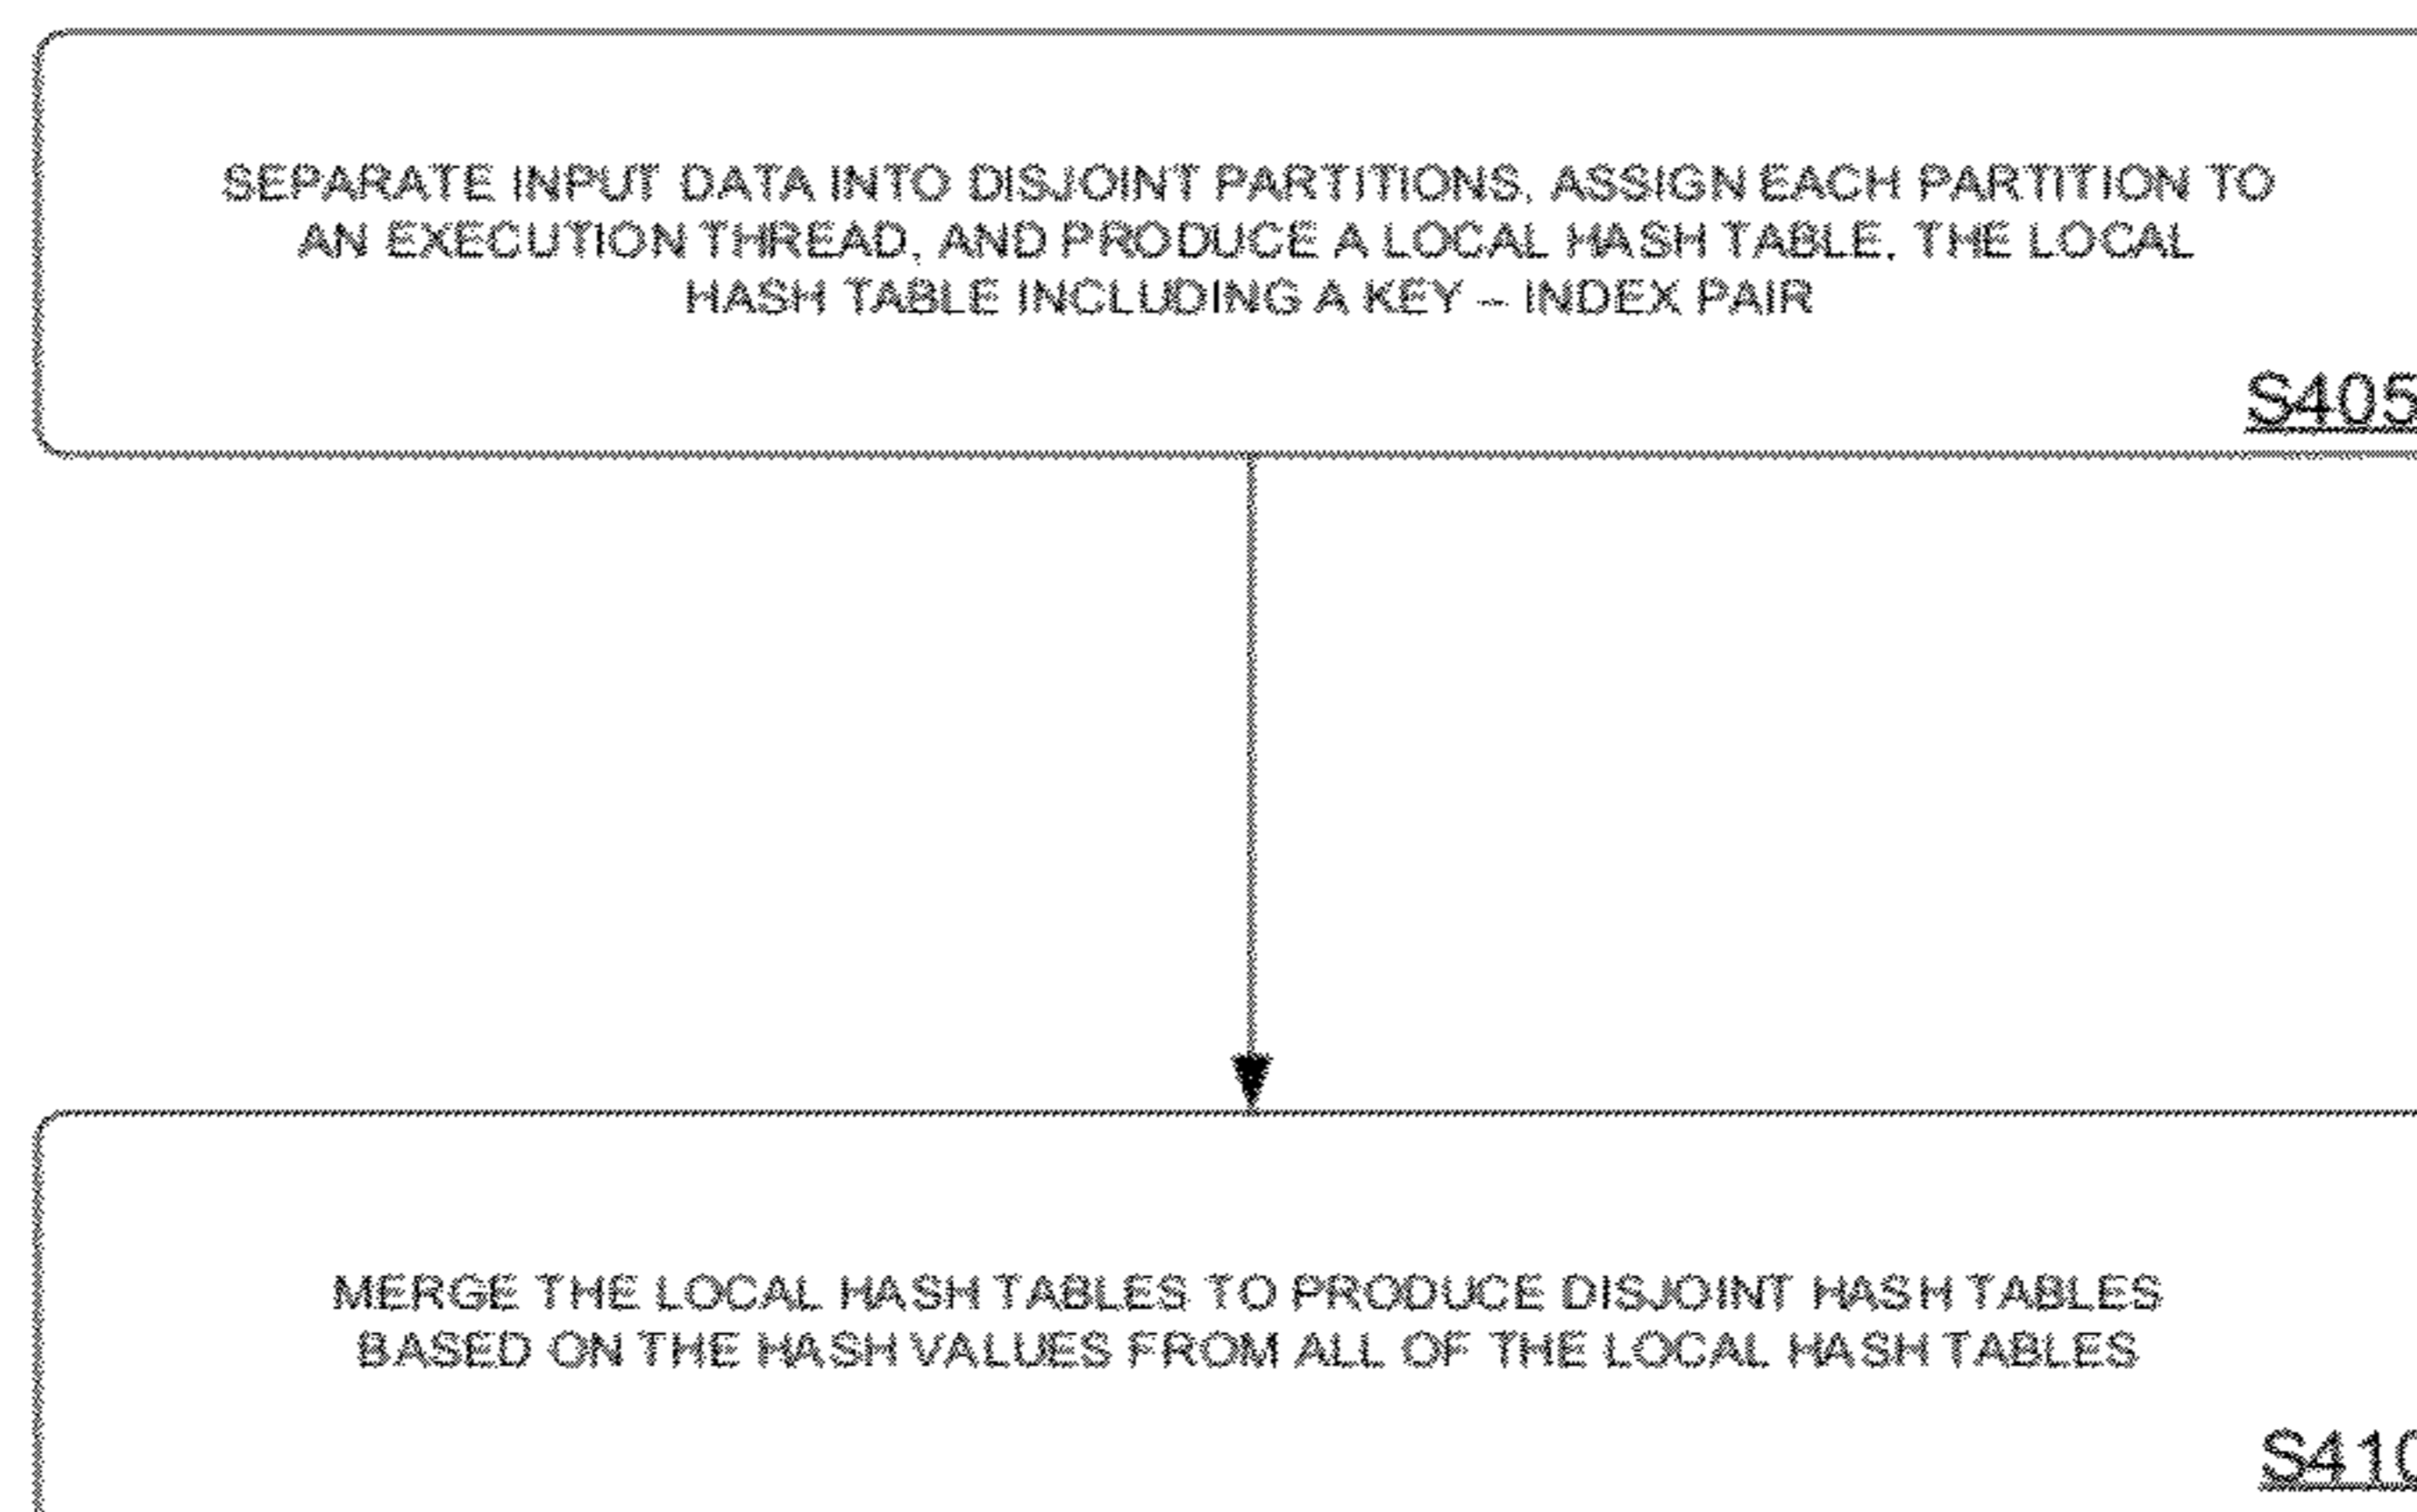 SEPARATE INPUT DATA INTO DISJOINT PARTITIONS, ASSIGN EACH PARTITION TO
AN EXECUTION THREAD, AND PRODUCE A LOCAL HASH TABLE, THE LOCAL
HASH TABLE INCLUDING A KEY – INDEX PAIR
S405
MERGE THE LOCAL HASH TABLES TO PRODUCE DISJOINT HASH TABLES
BASED ON THE HASH VALUES FROM ALL OF THE LOCAL HASH TABLES
S410